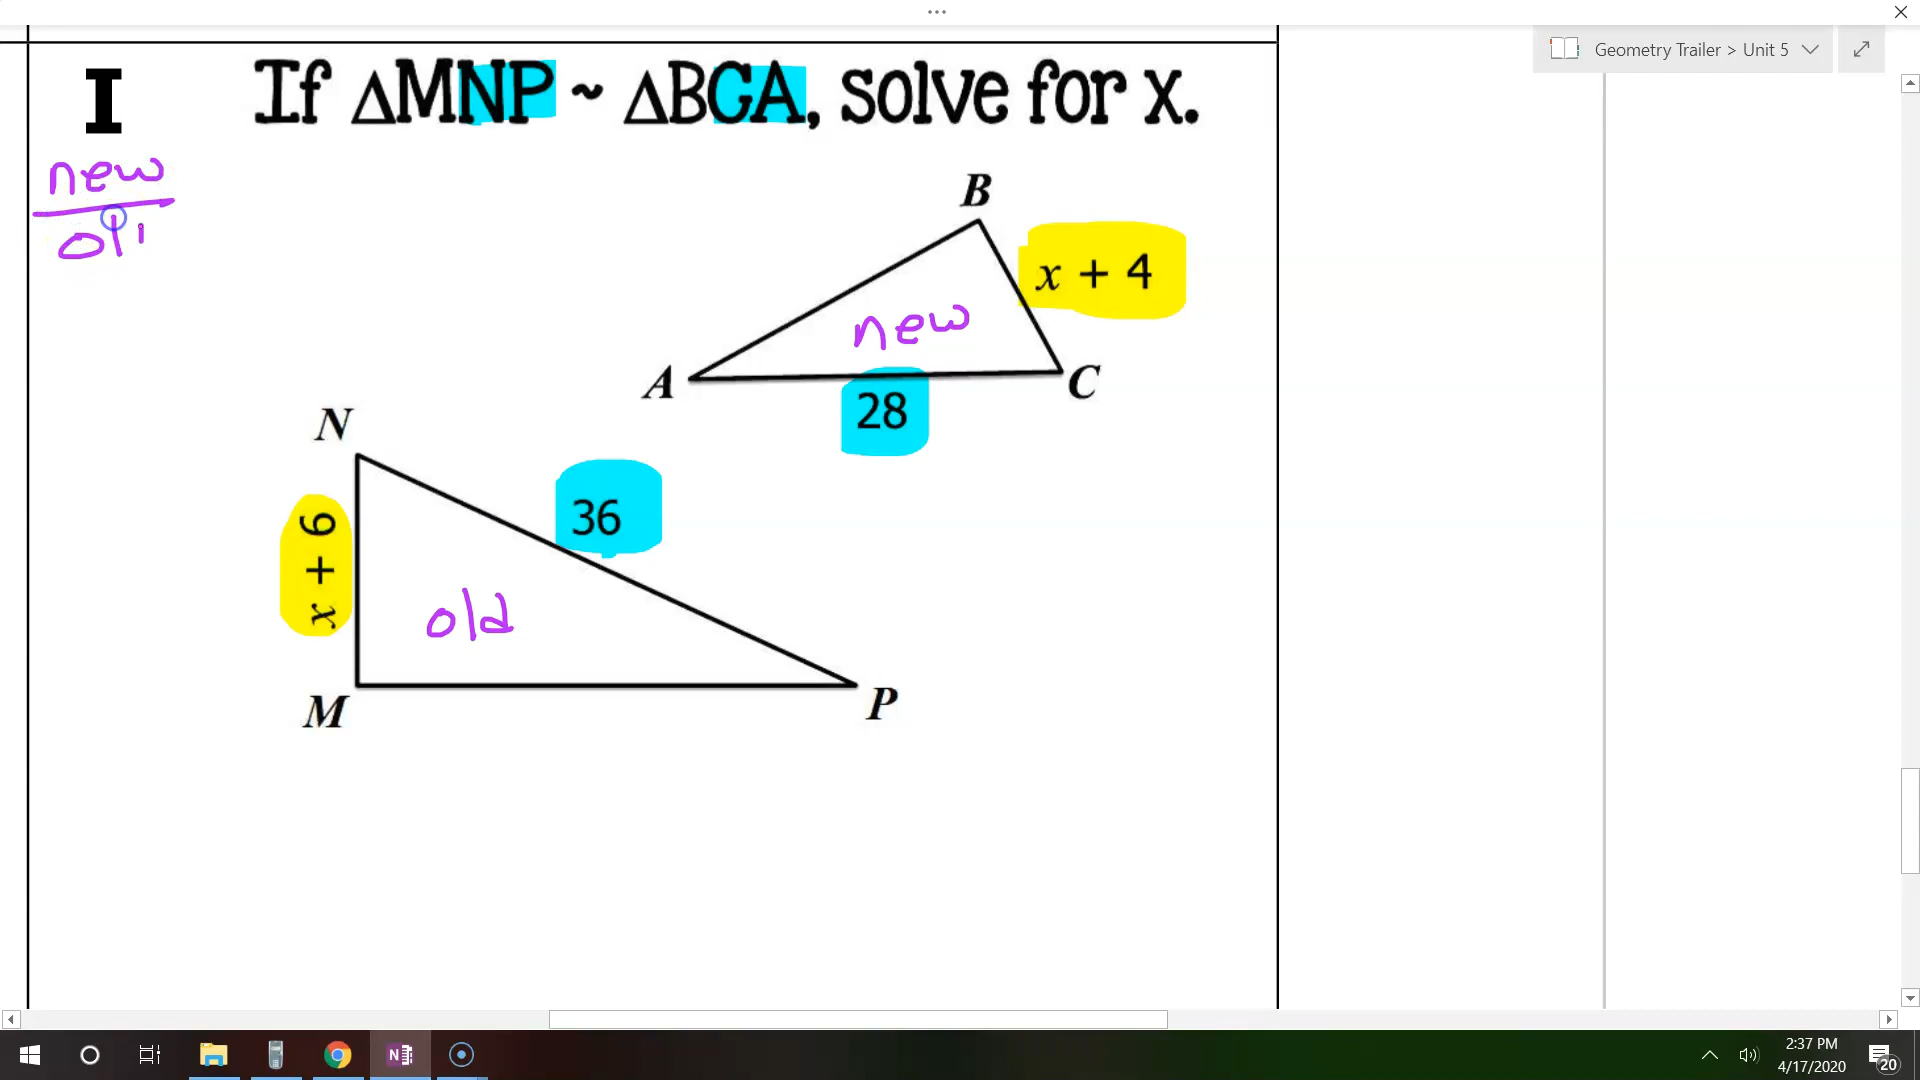 Geometry Trailer > Unit 5
I
If ΔMNP ~ ΔBCA, solve for x.
new
B
x + 4
new
A
C
28
N
36
x + 6
old
M
P
2:37 PM
4/17/2020
20